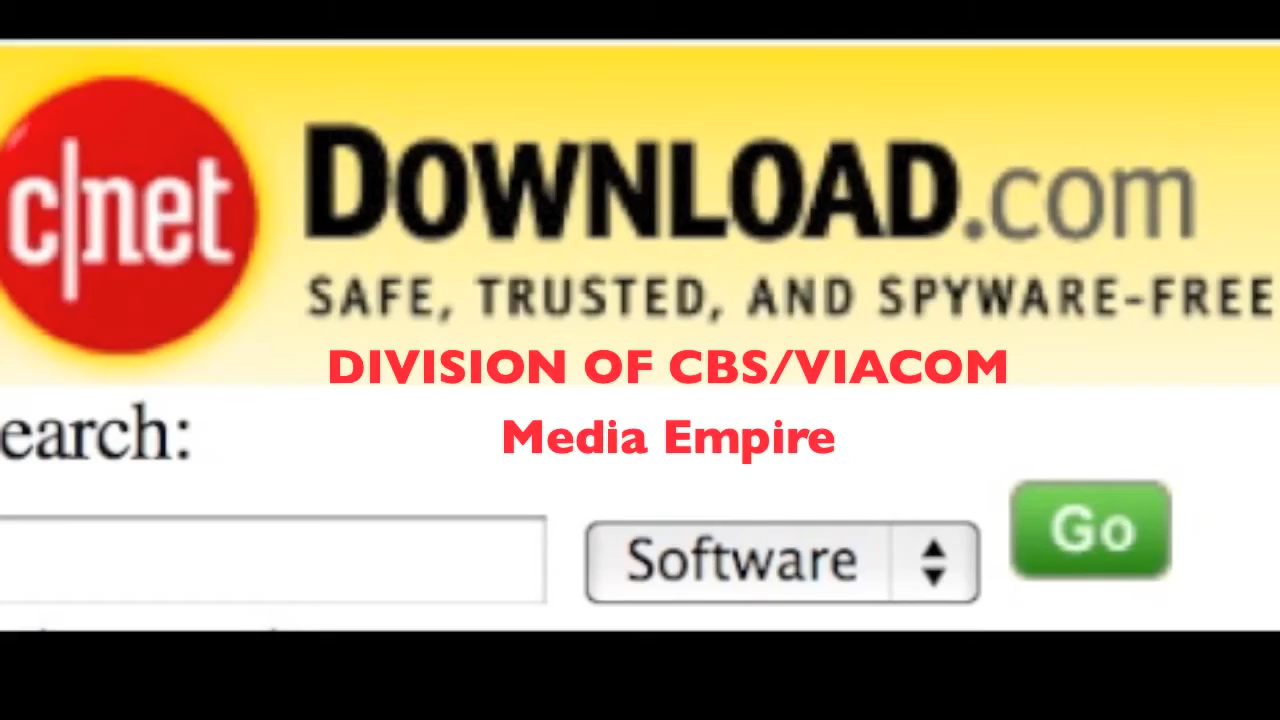 c|net
DOWNLOAD.com
SAFE, TRUSTED, AND SPYWARE-FREE
DIVISION OF CBS/VIACOM
Media Empire
earch:
Software
Go